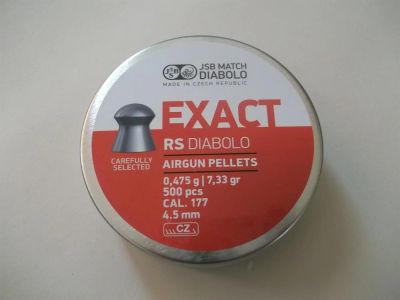 JSB MATCH
DIABOLO
MADE IN CZECH REPUBLIC
EXACT
RS DIABOLO
CAREFULLY
SELECTED
AIRGUN PELLETS
0,475 g | 7,33 gr
500 pcs
CAL. 177
4.5 mm
CZ